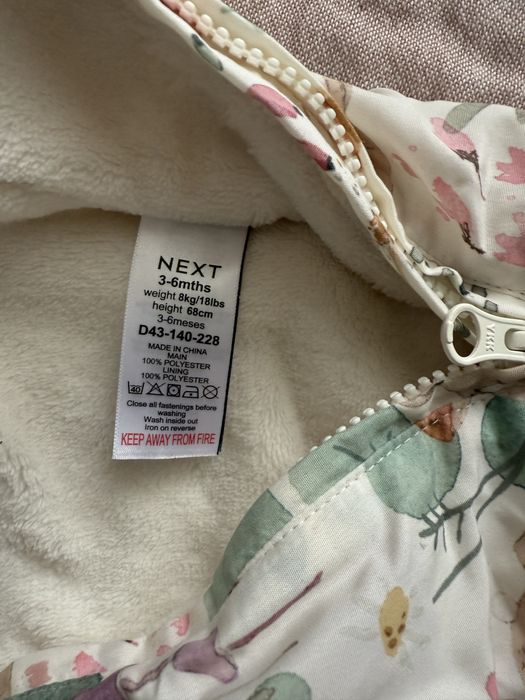 NEXT
3-6mths
weight 8kg/18lbs
height 68cm
3-6meses
D43-140-228
MADE IN CHINA
MAIN
100% POLYESTER
LINING
100% POLYESTER
40
Close all fastenings before
washing
Wash inside out
Iron on reverse
KEEP AWAY FROM FIRE
YKK